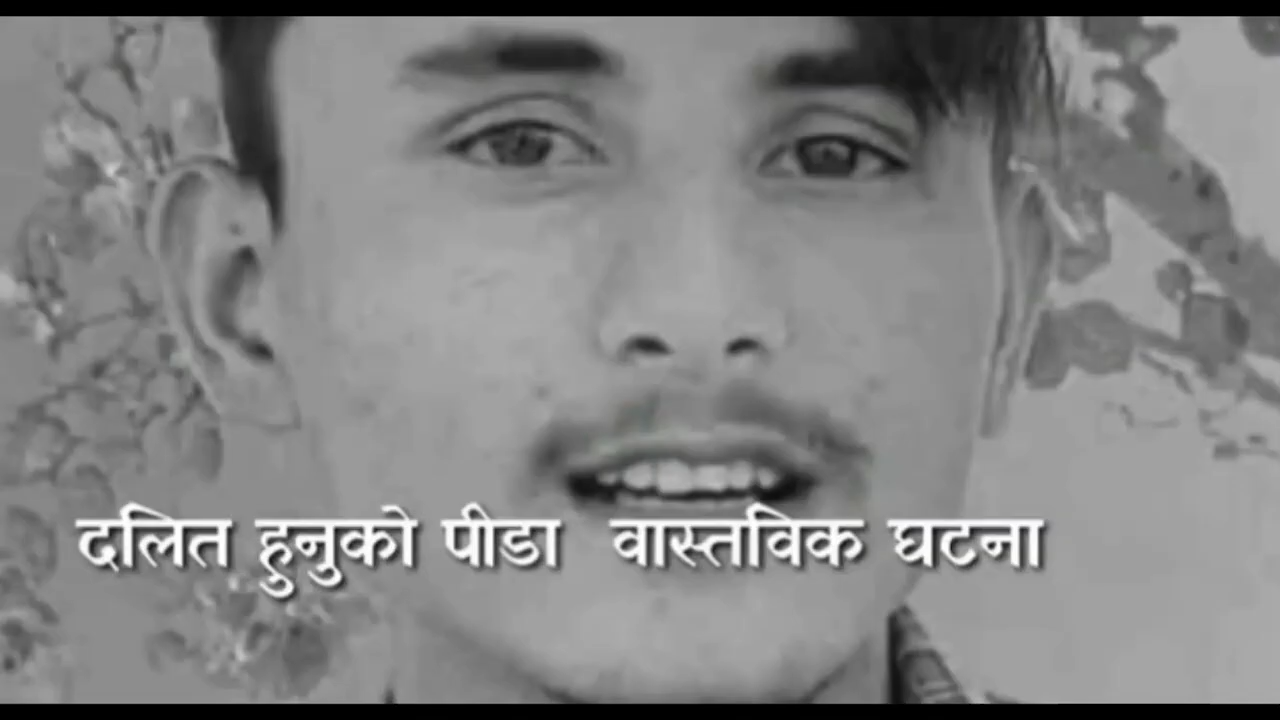 दलित हुनुको पीडा वास्तविक घटना